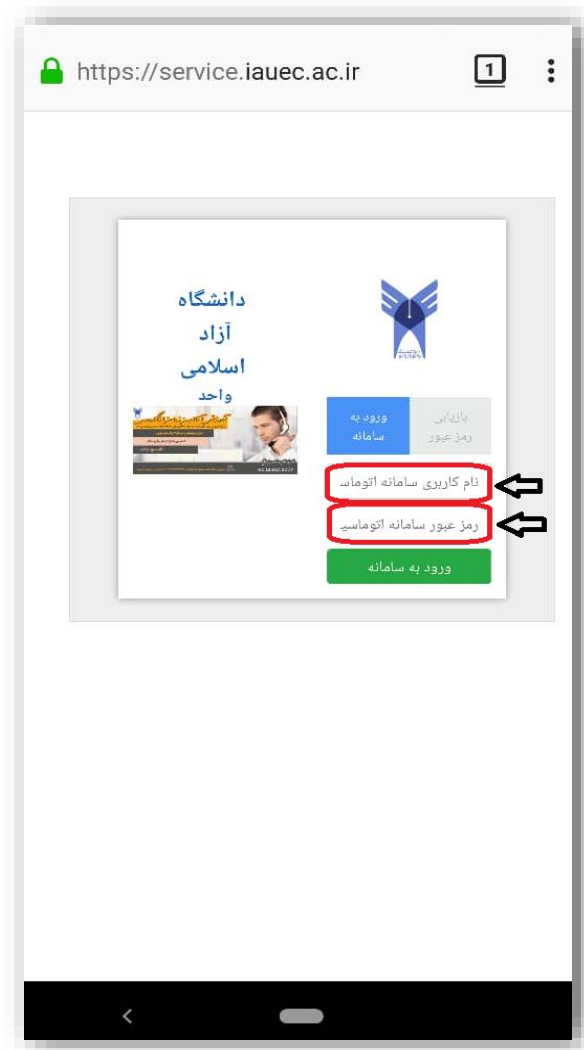 https://service.iauec.ac.ir
1
دانشگاه
آزاد
اسلامی
واحد
ورود به
سامانه
بازیابی
رمز عبور
نام کاربری سامانه اتوماس
رمز عبور سامانه اتوماسی
ورود به سامانه